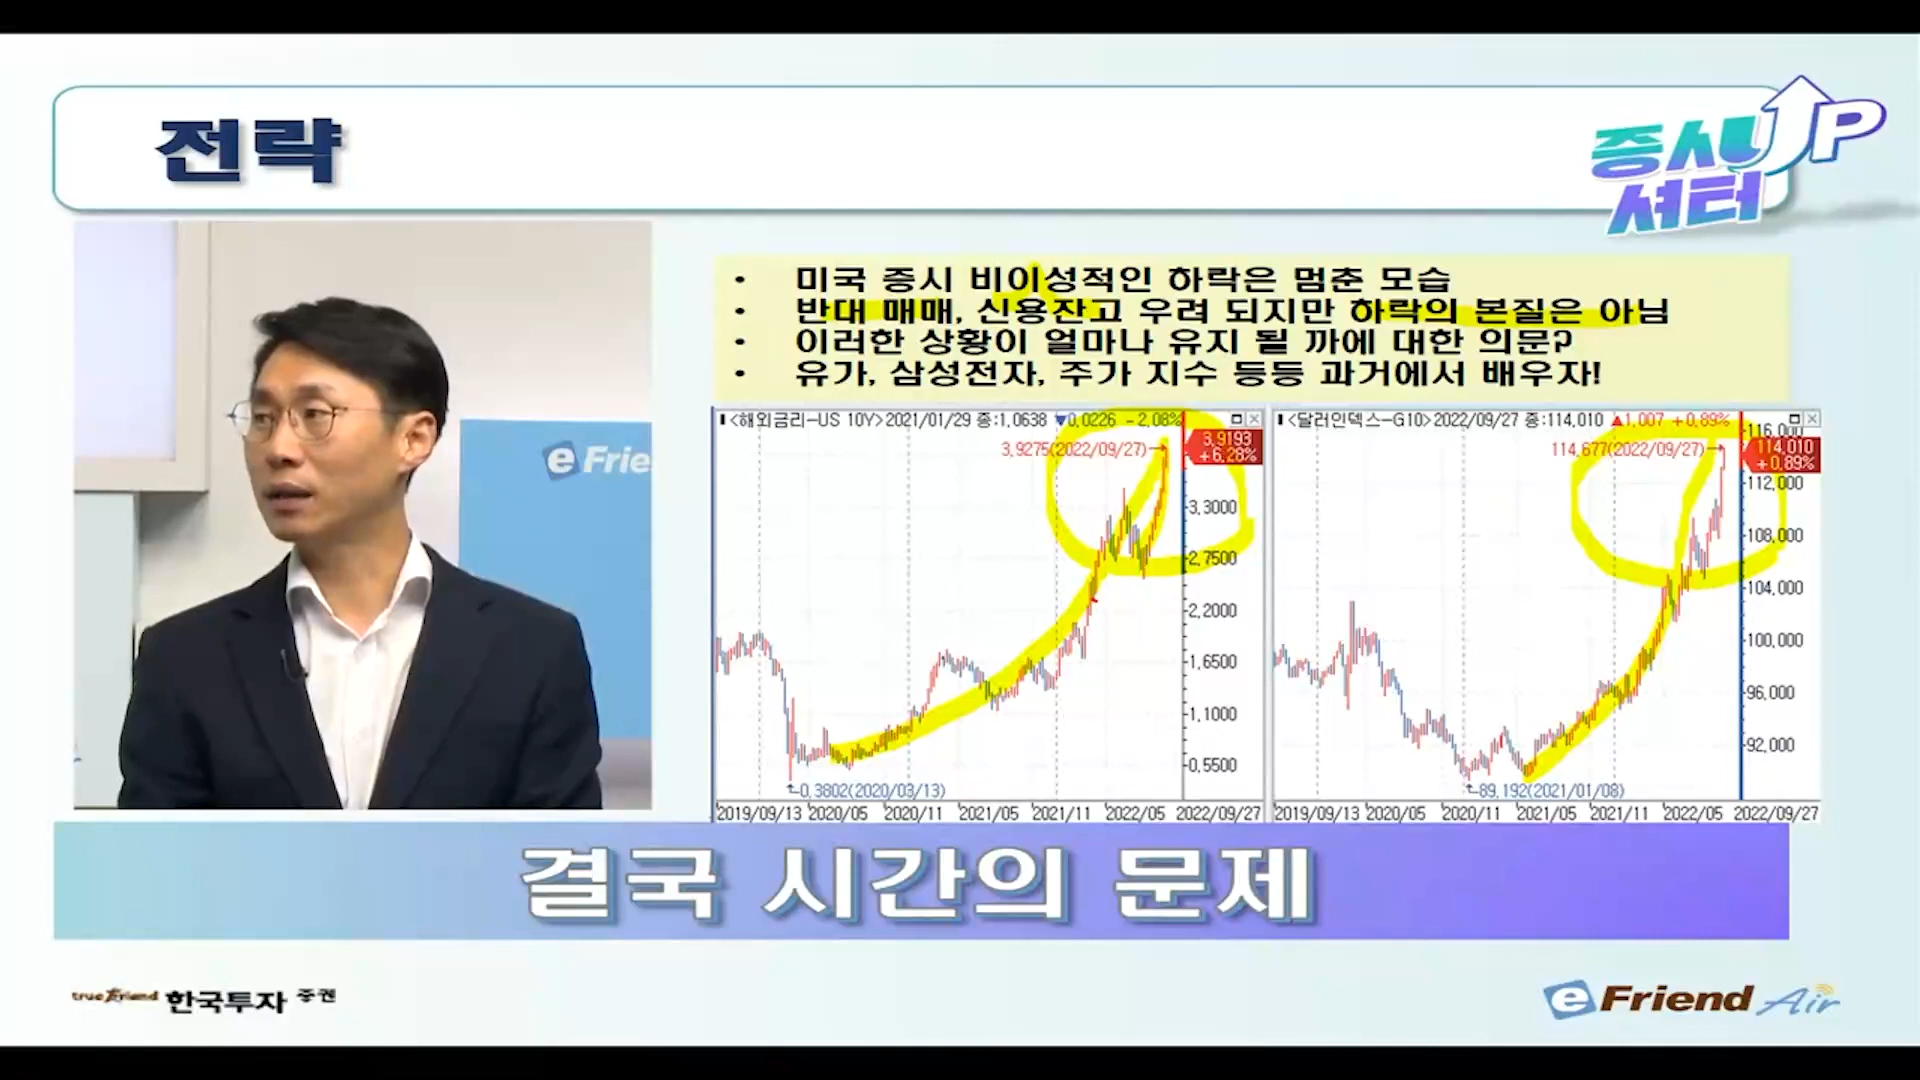 전략
증시UP
셔터
• 미국 증시 비이성적인 하락은 멈춘 모습
• 반대 매매, 신용잔고 우려 되지만 하락의 본질은 아님
• 이러한 상황이 얼마나 유지 될 까에 대한 의문?
• 유가, 삼성전자, 주가 지수 등등 과거에서 배우자!
e Frie
<해외금리-US 10Y>2021/01/29 종:1,0638 ▼0,0226 -2,08%
3,9275(2022/09/27)→
3,9193
+6,28%
3,3000
2,7500
2,2000
1,6500
1,1000
0,5500
0,3802(2020/03/13)
2019/09/13 2020/05 2020/11 2021/05 2021/11 2022/05 2022/09/27
<달러인덱스-G10>2022/09/27 종:114,010 ▲1,007 +0,89%
114,677(2022/09/27)→
116,000
114,010
+0,89%
112,000
108,000
104,000
100,000
96,000
92,000
89,192(2021/01/08)
2019/09/13 2020/05 2020/11 2021/05 2021/11 2022/05 2022/09/27
결국 시간의 문제
true Friend 한국투자 증권
e Friend Air